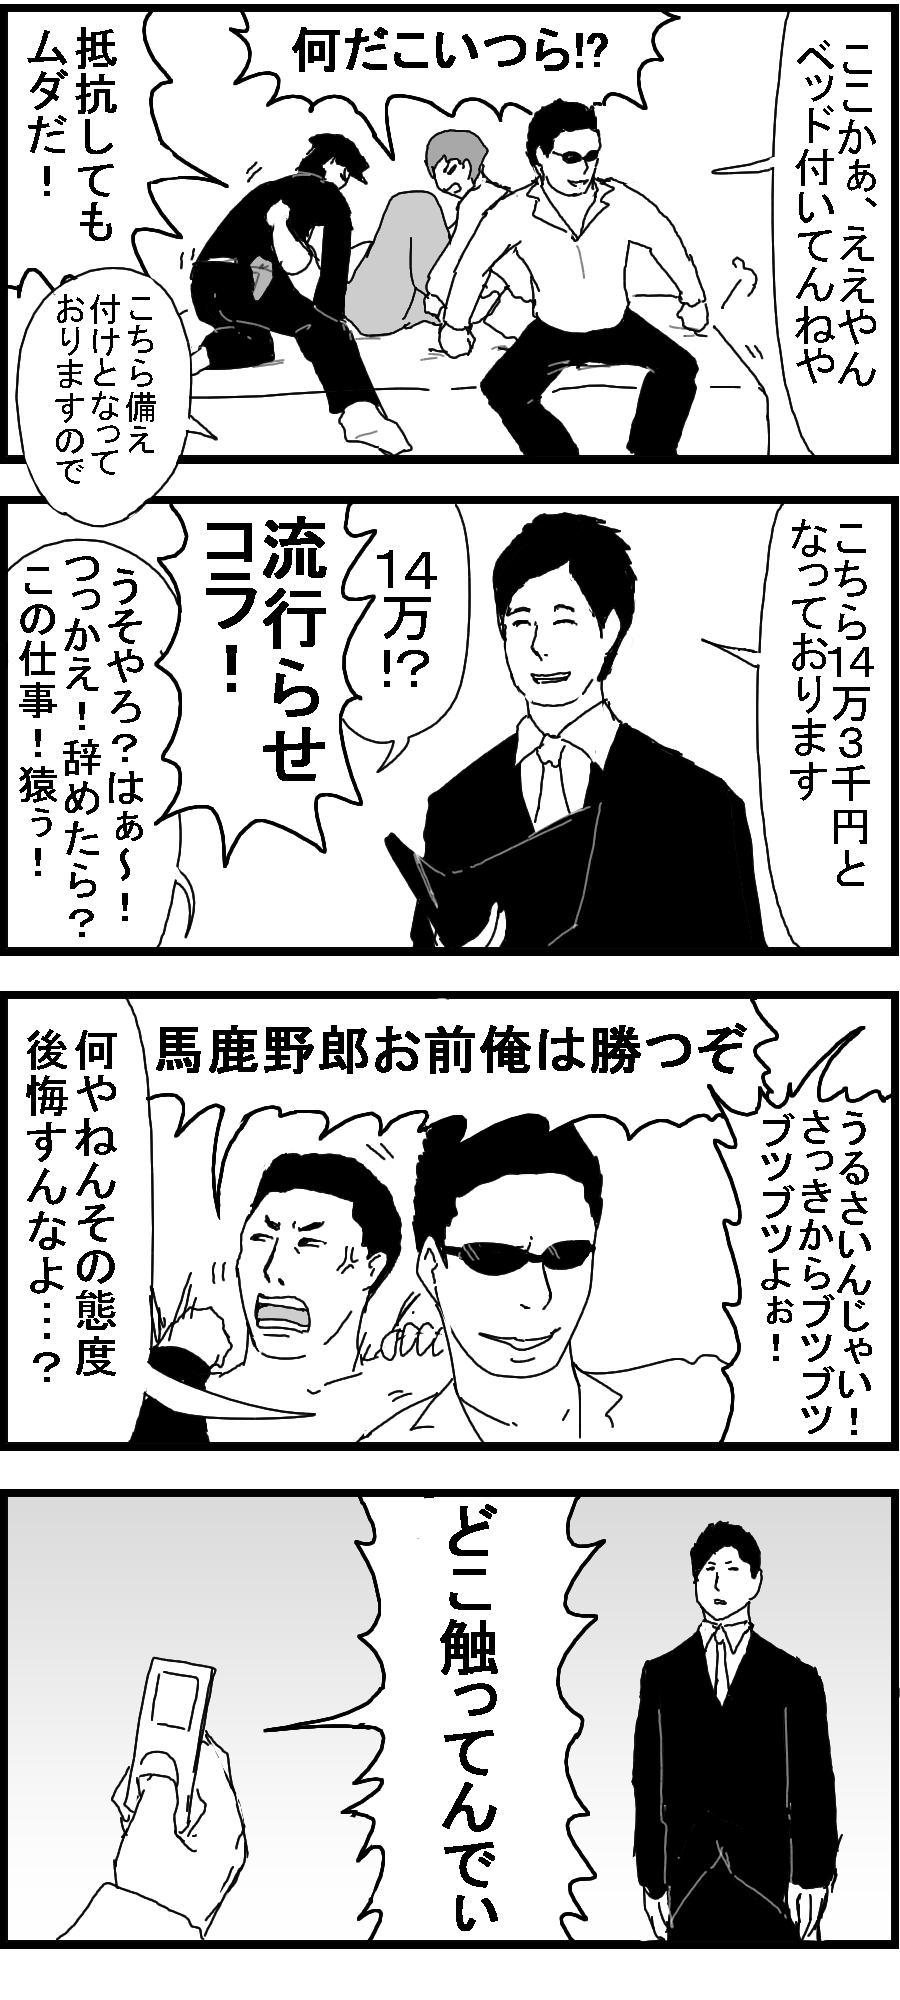 ここかぁ、ええやん
ベッド付いてんねや
何だこいつら!?
抵抗しても
ムダだ！
こちら備え
付けとなって
おりますので
こちら14万３千円と
なっております
14万!?
流行らせ
コラ！
うそやろ？はぁ～！
つっかえ！辞めたら？
この仕事！猿ぅ！
うるさいんじゃい！
さっきからブツブツ
ブツブツよぉ！
馬鹿野郎お前俺は勝つぞ
何やねんその態度
後悔すんなよ…？
どこ触ってんでい